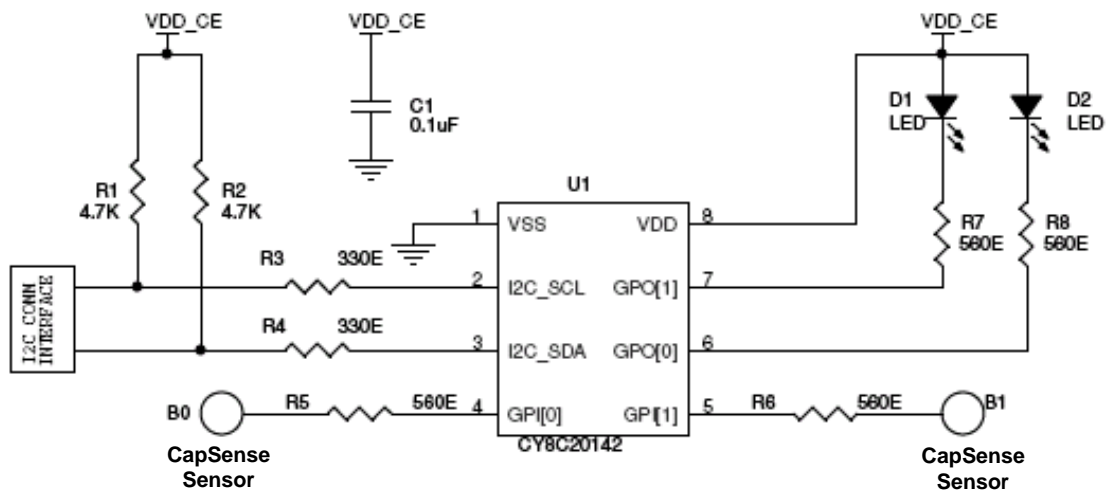 VDD_CE
VDD_CE
VDD_CE
C1
0.1uF
D1
LED
D2
LED
R1
4.7K
R2
4.7K
U1
R7
560E
R8
560E
1
VSS
VDD
8
R3
330E
2
I2C_SCL
GPO[1]
7
I2C CONN
INTERFACE
R4
330E
3
I2C_SDA
GPO[0]
6
B0
R5
560E
4
GPI[0]
GPI[1]
5
R6
560E
B1
CY8C20142
CapSense
Sensor
CapSense
Sensor